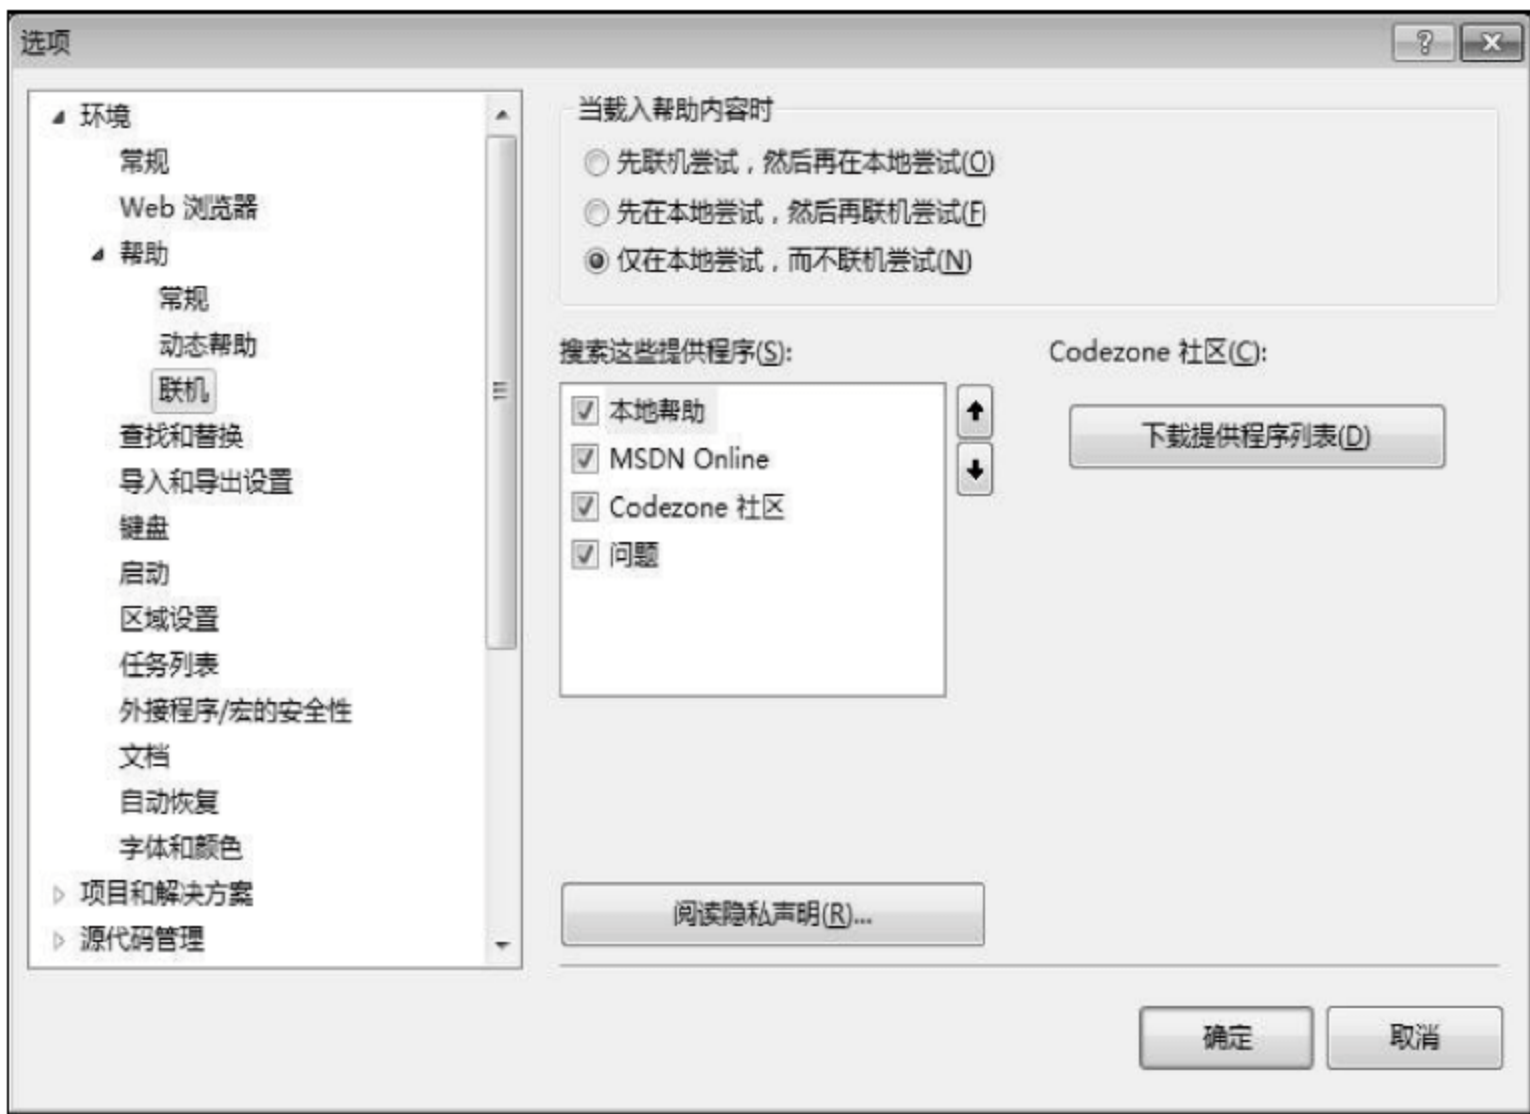 选项
环境
常规
Web 浏览器
帮助
常规
动态帮助
联机
查找和替换
导入和导出设置
键盘
启动
区域设置
任务列表
外接程序/宏的安全性
文档
自动恢复
字体和颜色
项目和解决方案
源代码管理
当载入帮助内容时
先联机尝试，然后再在本地尝试(O)
先在本地尝试，然后再联机尝试(F)
仅在本地尝试，而不联机尝试(N)
搜索这些提供程序(S):
本地帮助
MSDN Online
Codezone 社区
问题
Codezone 社区(C):
下载提供程序列表(D)
阅读隐私声明(R)...
确定
取消